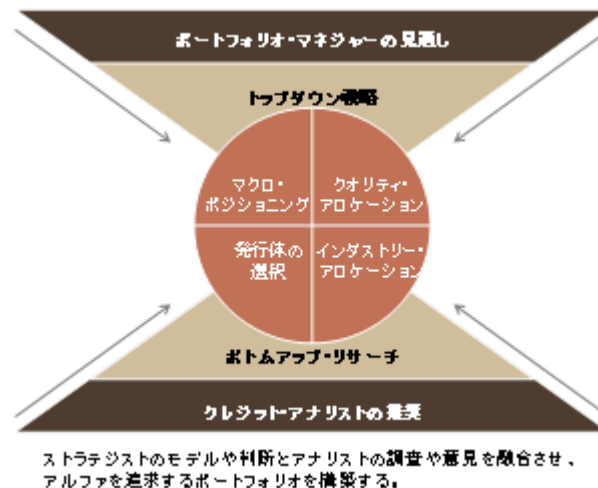 ポートフォリオ・マネジャーの見通し
トップダウン戦略
マクロ・
ポジショニング
クオリティ・
アロケーション
発行体の
選択
インダストリー・
アロケーション
ボトムアップ・リサーチ
クレジット・アナリストの推奨
ストラテジストのモデルや判断とアナリストの調査や意見を融合させ、
アルファを追求するポートフォリオを構築する。